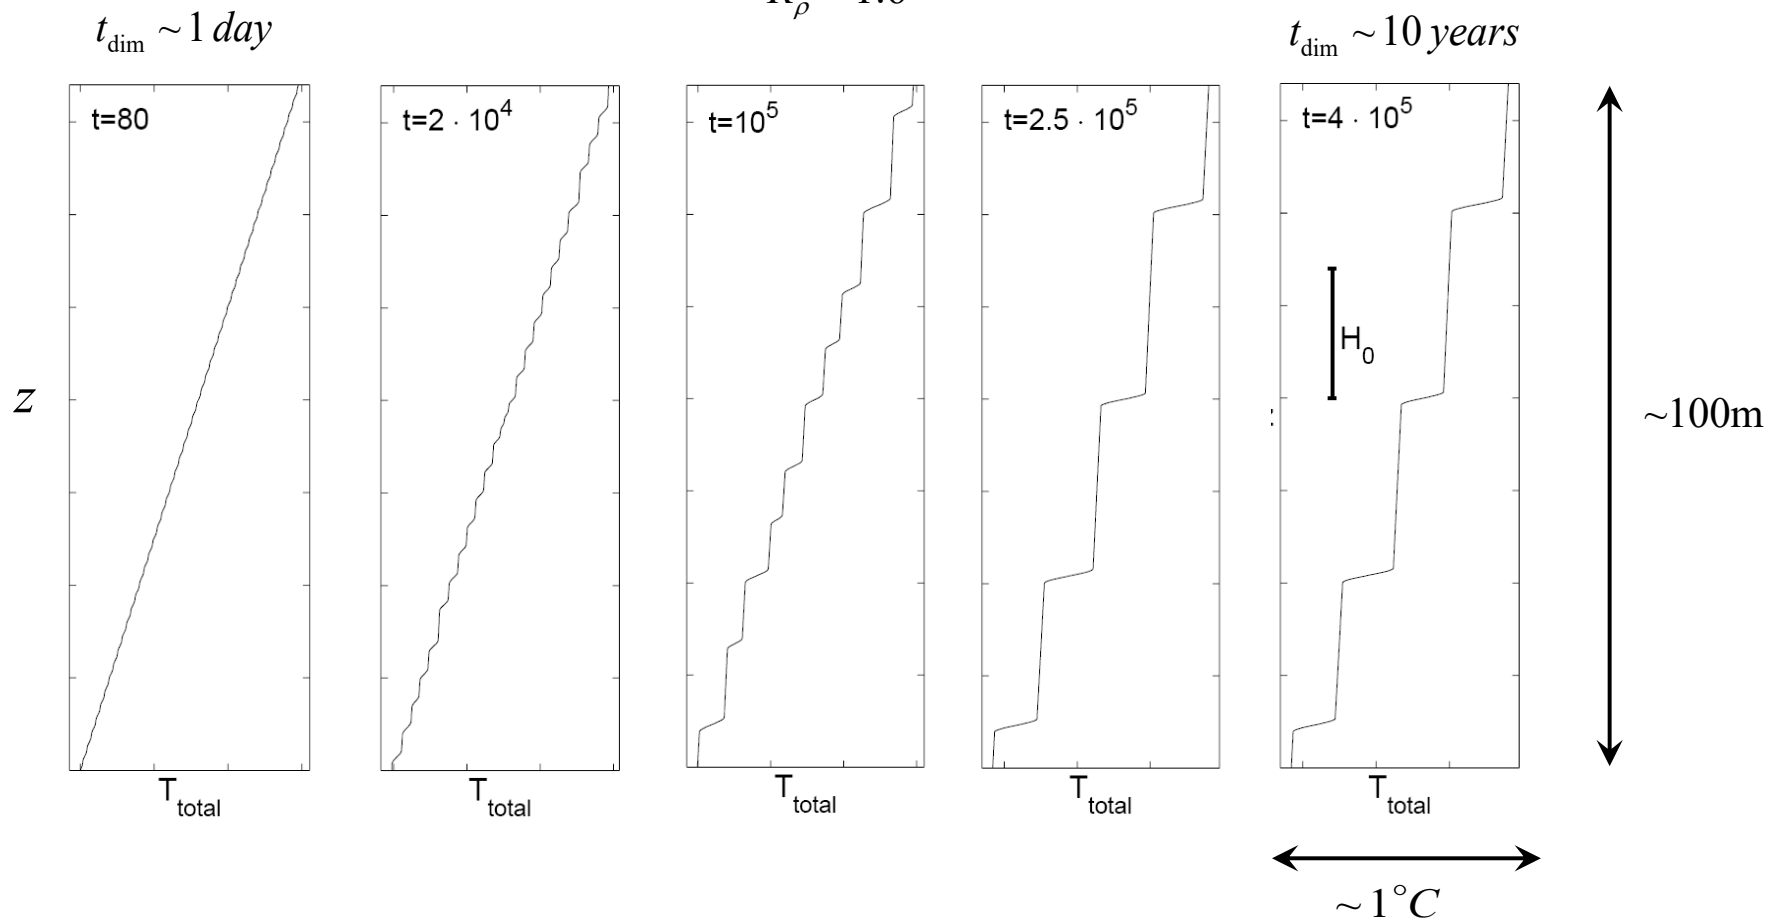 t_dim ~ 1 day
t_dim ~ 10 years
t=80
t=2 · 10^4
t=10^5
t=2.5 · 10^5
t=4 · 10^5
H_0
z
~100m
T_total
T_total
T_total
T_total
T_total
~ 1°C